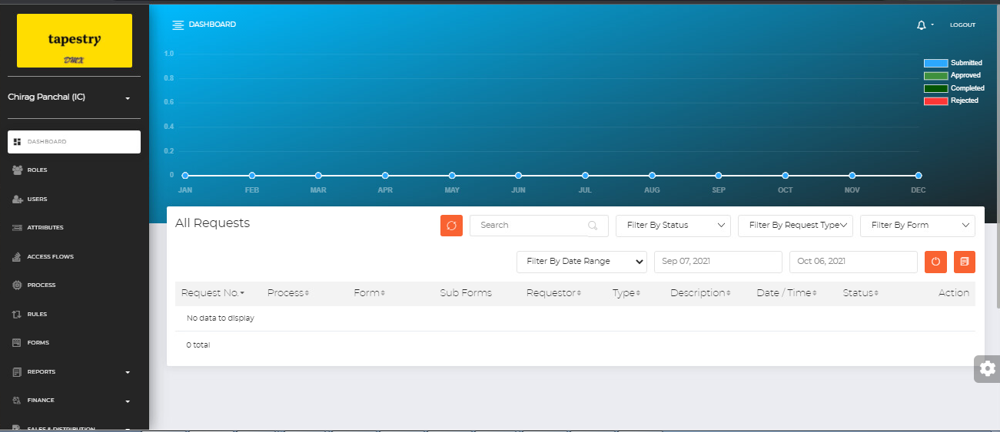 tapestry
DMX
Chirag Panchal (IC)
DASHBOARD
ROLES
USERS
ATTRIBUTES
ACCESS FLOWS
PROCESS
RULES
FORMS
REPORTS
FINANCE
SALES & DISTRIBUTION
DASHBOARD
LOGOUT
1.0
0.8
0.6
0.4
0.2
0
JAN FEB MAR APR MAY JUN JUL AUG SEP OCT NOV DEC
Submitted
Approved
Completed
Rejected
All Requests
Search
Filter By Status
Filter By Request Type
Filter By Form
Filter By Date Range
Sep 07, 2021
Oct 06, 2021
Request No. Process Form Sub Forms Requestor Type Description Date / Time Status Action
No data to display
0 total